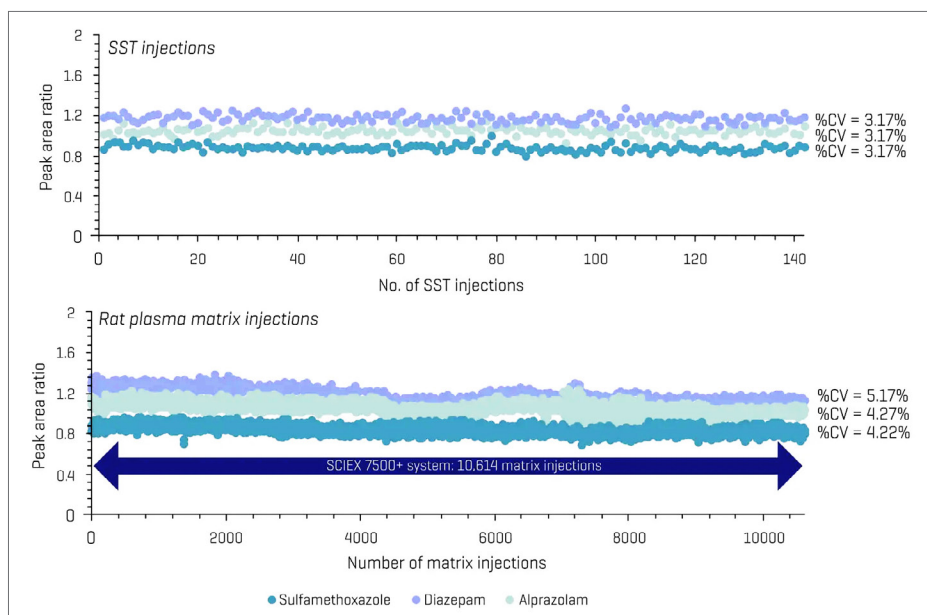 SST injections
2
1.6
1.2
0.8
0.4
0
Peak area ratio
%CV = 3.17%
%CV = 3.17%
%CV = 3.17%
0 20 40 60 80 100 120 140
No. of SST injections
Rat plasma matrix injections
2
1.6
1.2
0.8
0.4
0
Peak area ratio
%CV = 5.17%
%CV = 4.27%
%CV = 4.22%
SCIEX 7500+ system: 10,614 matrix injections
0 2000 4000 6000 8000 10000
Number of matrix injections
Sulfamethoxazole Diazepam Alprazolam